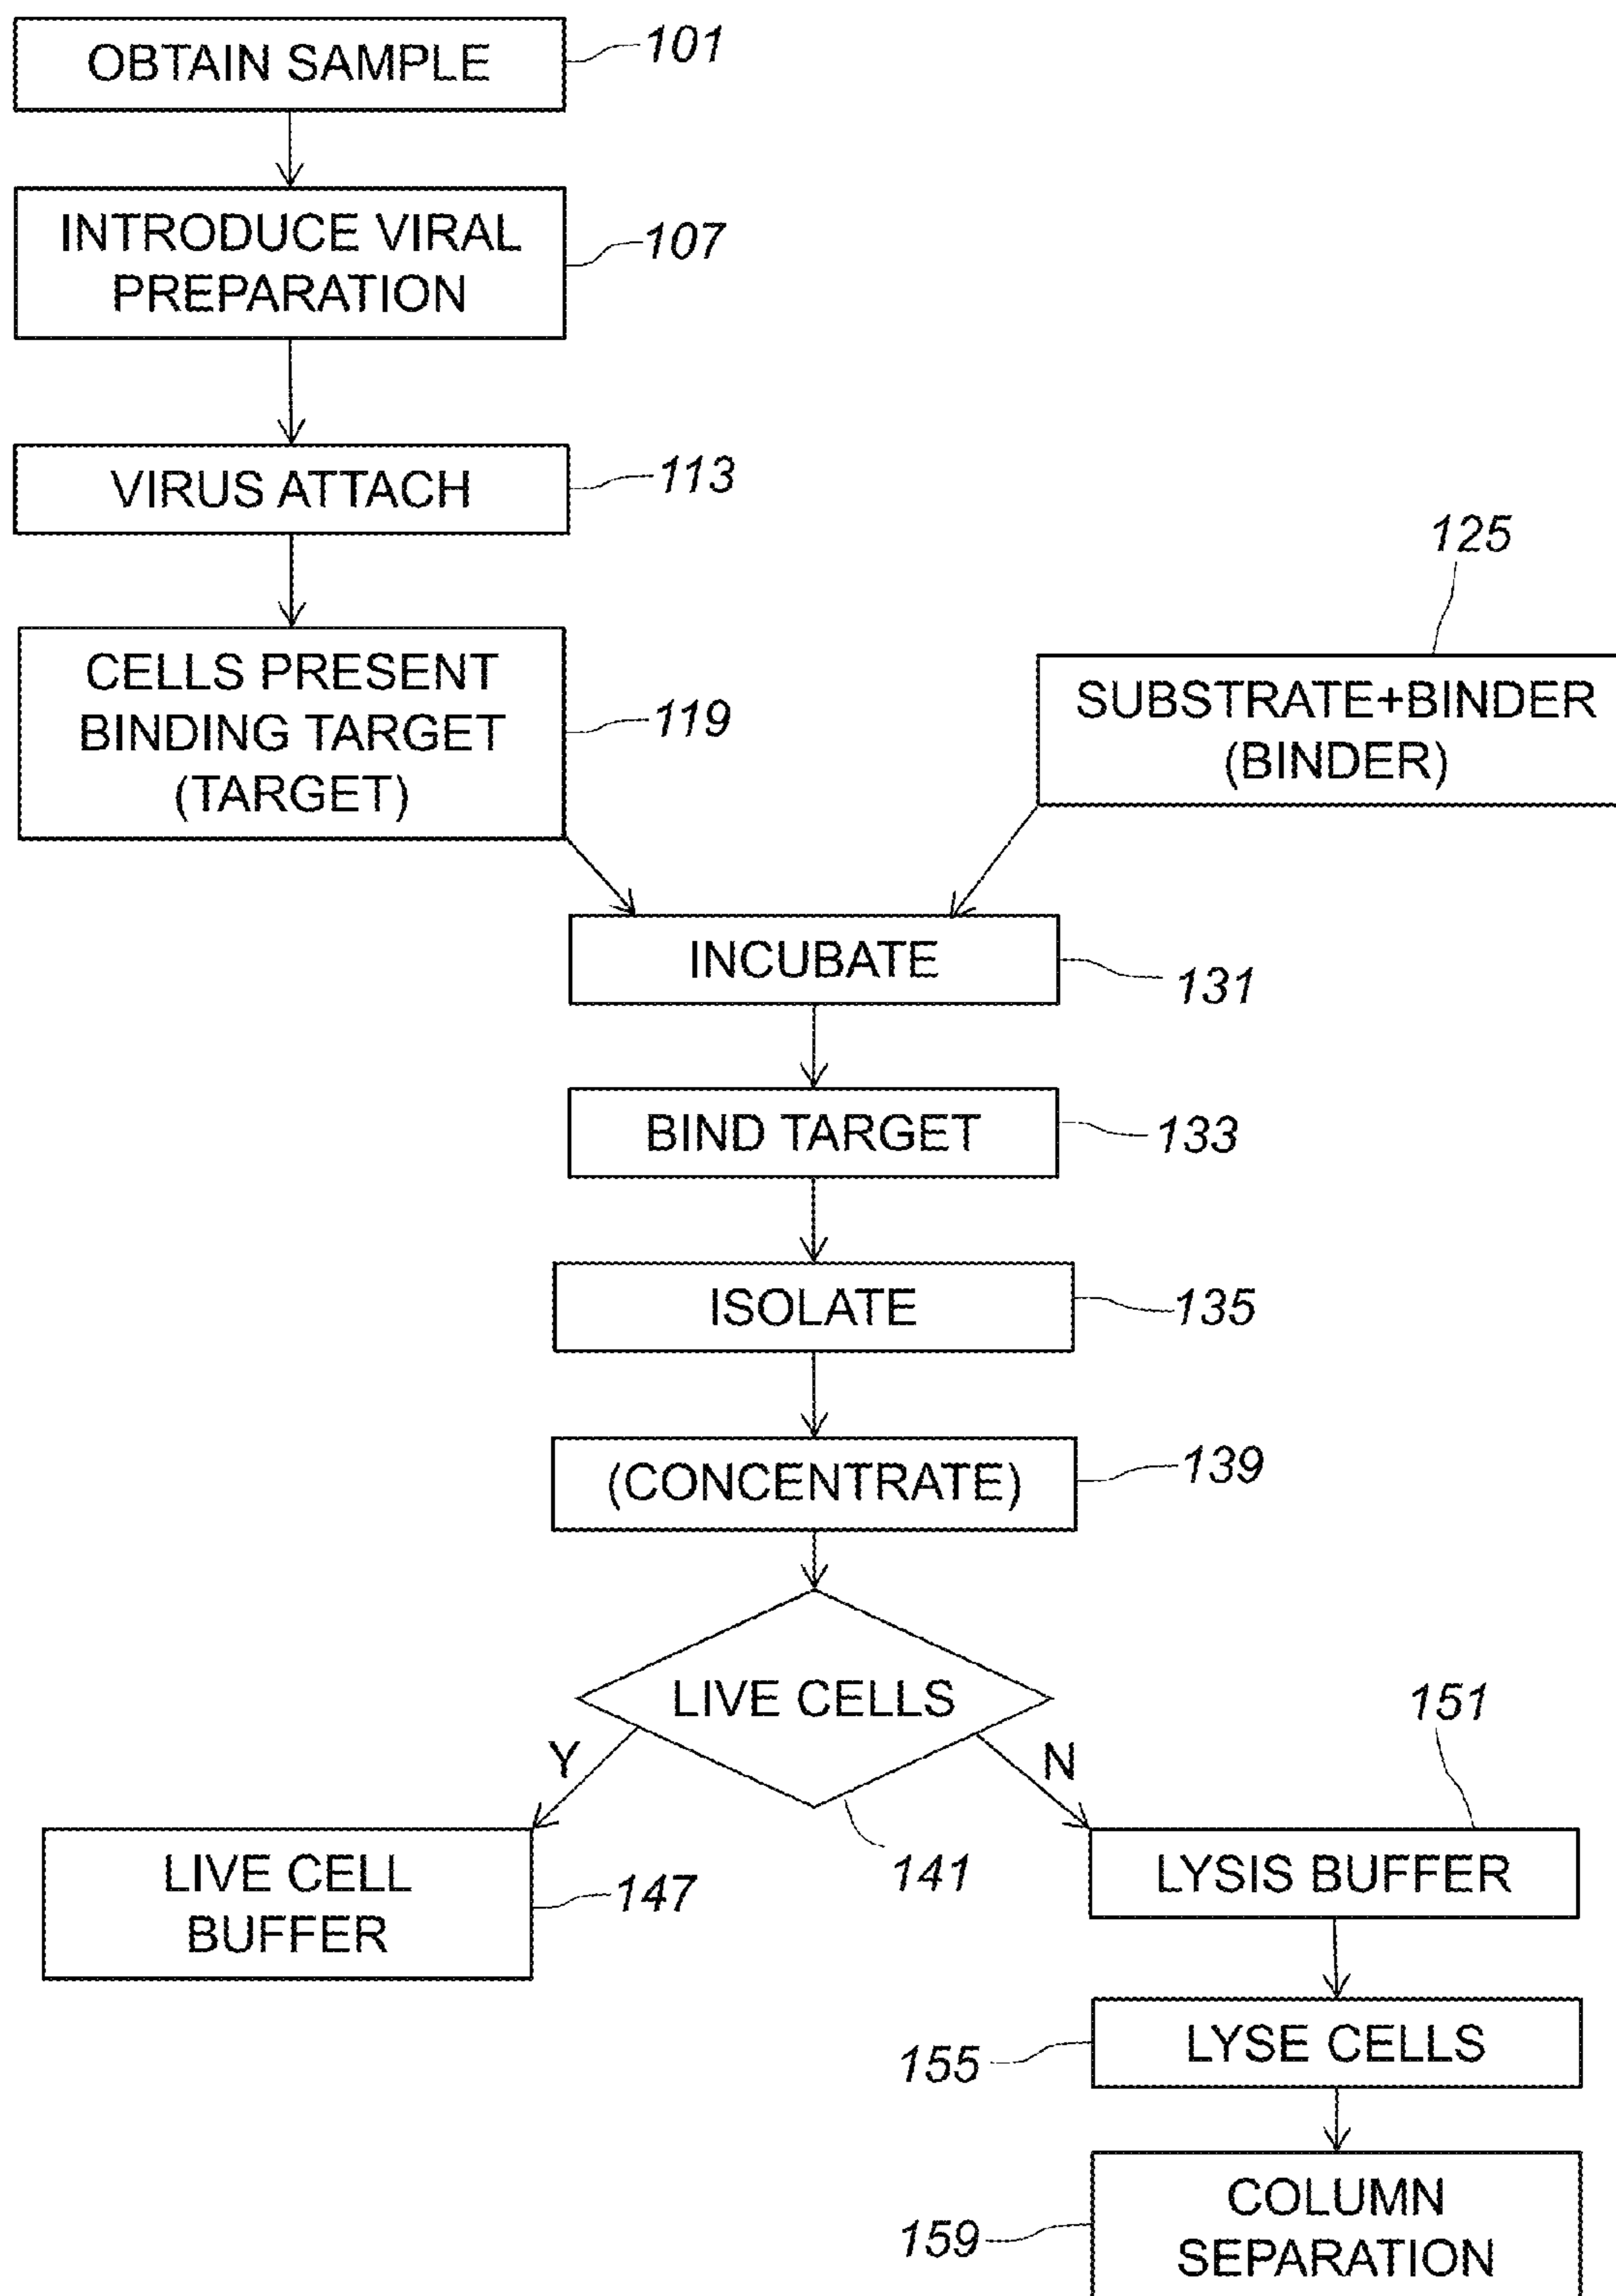 OBTAIN SAMPLE
101
INTRODUCE VIRAL
PREPARATION
107
VIRUS ATTACH
113
CELLS PRESENT
BINDING TARGET
(TARGET)
119
125
SUBSTRATE+BINDER
(BINDER)
INCUBATE
131
BIND TARGET
133
ISOLATE
135
(CONCENTRATE)
139
LIVE CELLS
141
Y
N
LIVE CELL
BUFFER
147
151
LYSIS BUFFER
LYSE CELLS
155
COLUMN
SEPARATION
159